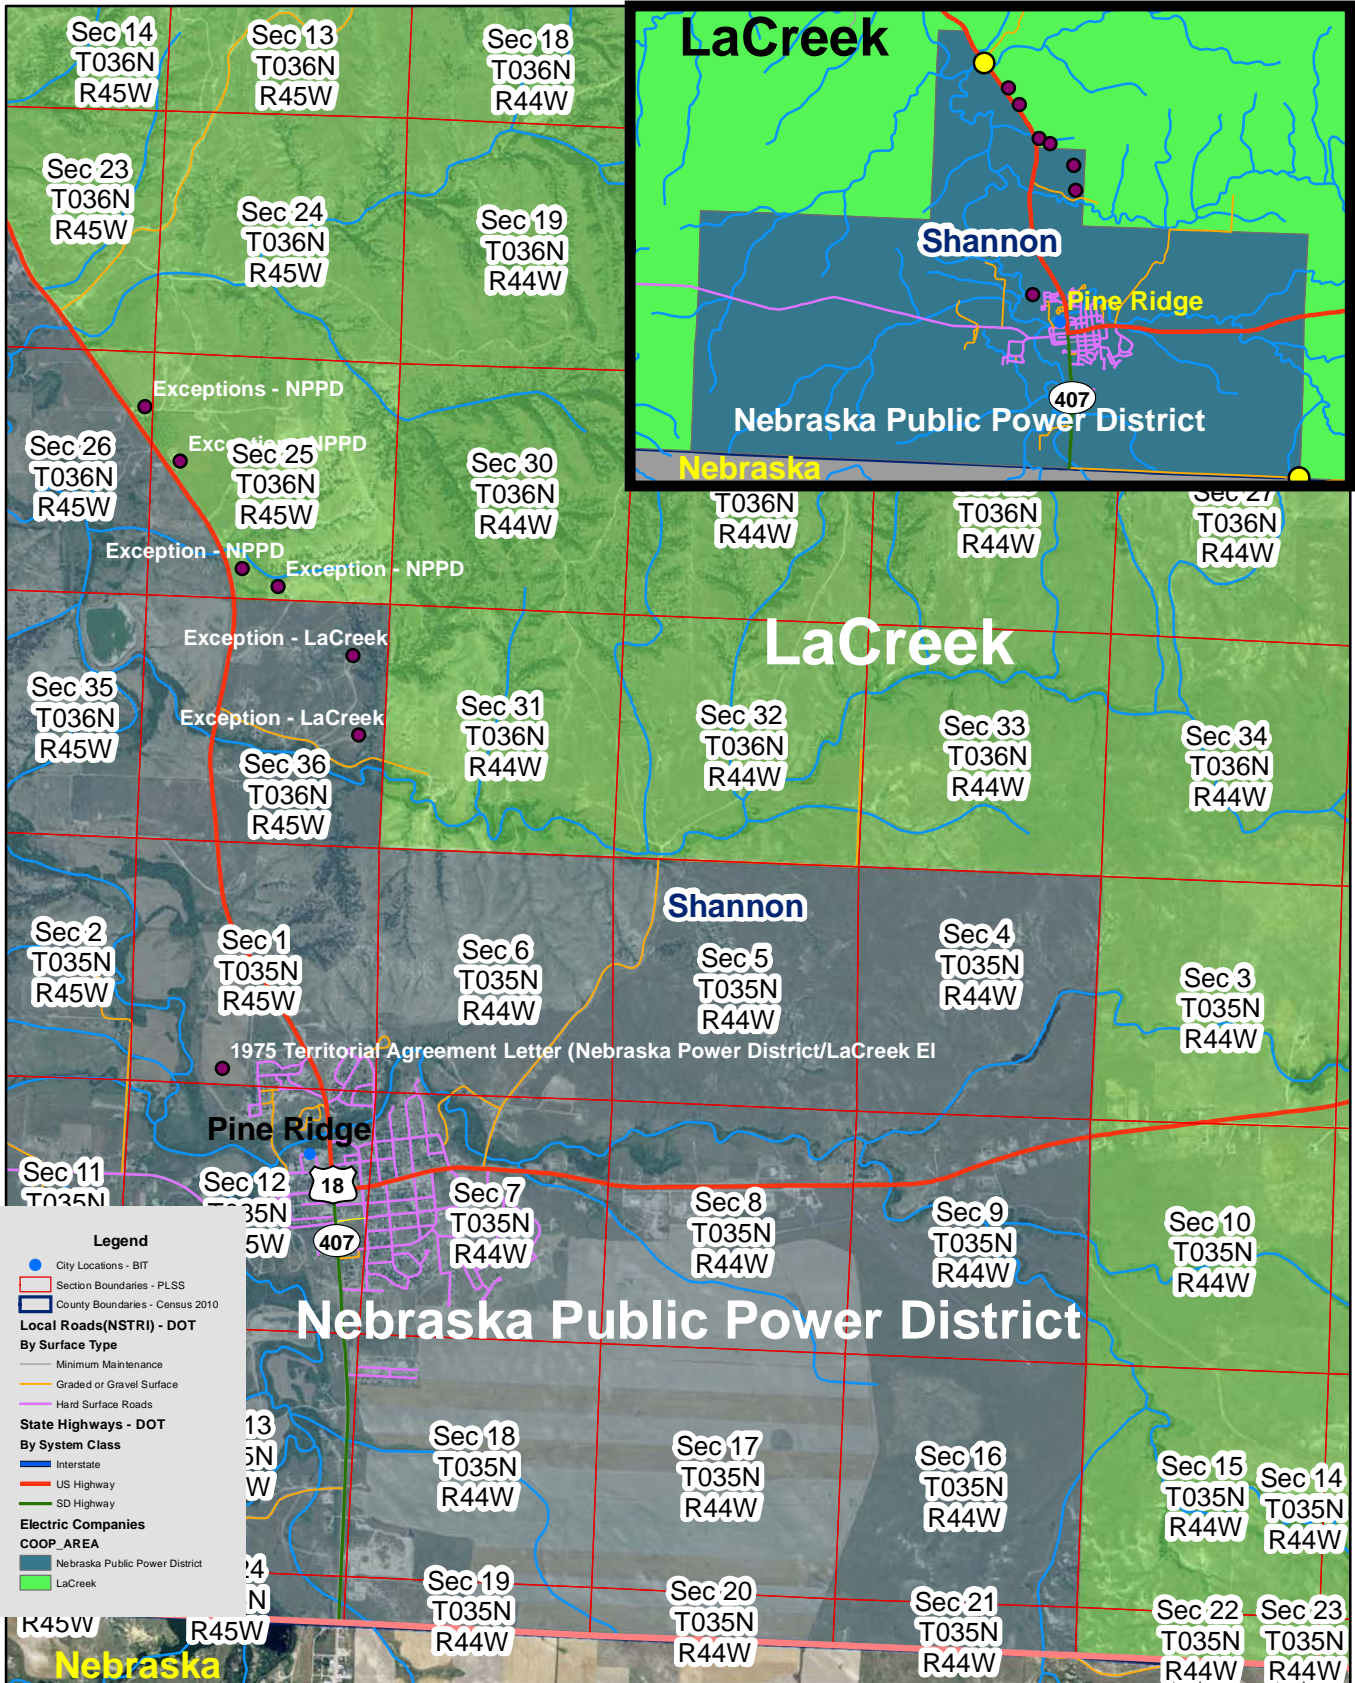 Sec 14
T036N
R45W
Sec 13
T036N
R45W
Sec 18
T036N
R44W
LaCreek
Shannon
Pine Ridge
407
Nebraska Public Power District
Nebraska
Sec 23
T036N
R45W
Sec 24
T036N
R45W
Sec 19
T036N
R44W
Exceptions - NPPD
Exception - NPPD
Sec 26
T036N
R45W
Sec 25
T036N
R45W
Sec 30
T036N
R44W
T036N
R44W
T036N
R44W
Sec 27
T036N
R44W
Exception - NPPD
Exception - NPPD
Exception - LaCreek
LaCreek
Sec 35
T036N
R45W
Exception - LaCreek
Sec 36
T036N
R45W
Sec 31
T036N
R44W
Sec 32
T036N
R44W
Sec 33
T036N
R44W
Sec 34
T036N
R44W
Shannon
Sec 2
T035N
R45W
Sec 1
T035N
R45W
Sec 6
T035N
R44W
Sec 5
T035N
R44W
Sec 4
T035N
R44W
Sec 3
T035N
R44W
1975 Territorial Agreement Letter (Nebraska Power District/LaCreek El
Pine Ridge
Sec 11
T035N
Sec 12
T035N
5W
18
407
Sec 7
T035N
R44W
Sec 8
T035N
R44W
Sec 9
T035N
R44W
Sec 10
T035N
R44W
Nebraska Public Power District
Legend
City Locations - BIT
Section Boundaries - PLSS
County Boundaries - Census 2010
Local Roads(NSTRI) - DOT
By Surface Type
Minimum Maintenance
Graded or Gravel Surface
Hard Surface Roads
State Highways - DOT
By System Class
Interstate
US Highway
SD Highway
Electric Companies
COOP_AREA
Nebraska Public Power District
LaCreek
13
5N
W
Sec 18
T035N
R44W
Sec 17
T035N
R44W
Sec 16
T035N
R44W
Sec 15
T035N
R44W
Sec 14
T035N
R44W
R45W
24
N
R45W
Sec 19
T035N
R44W
Sec 20
T035N
R44W
Sec 21
T035N
R44W
Sec 22
T035N
R44W
Sec 23
T035N
R44W
Nebraska